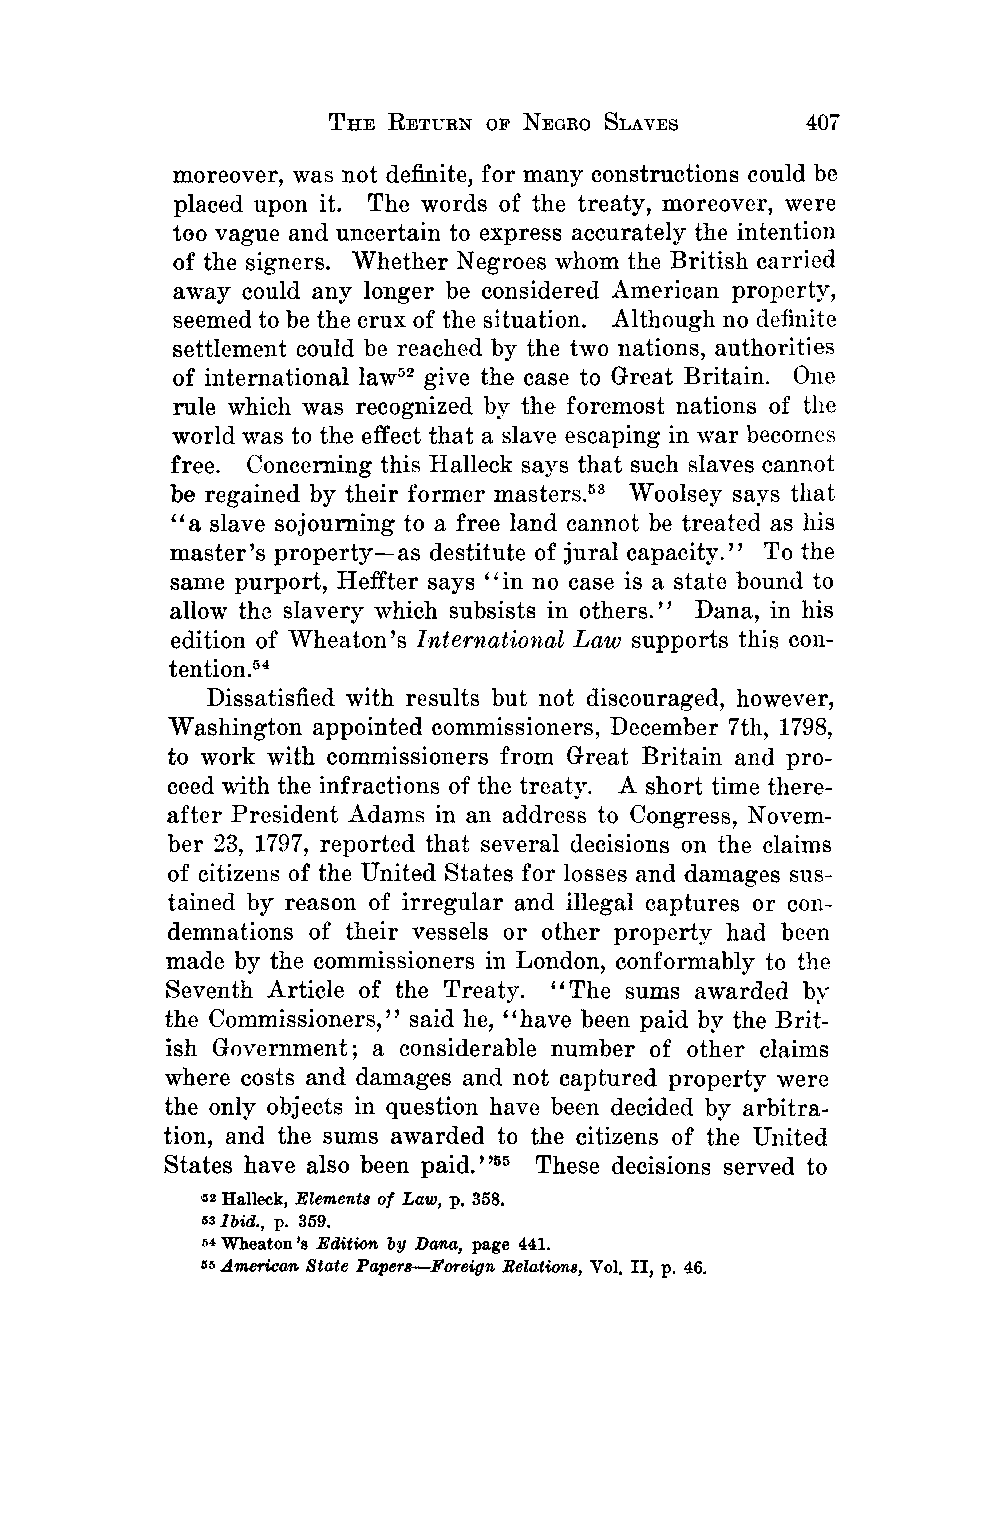 THE RETURN OF NEGRO SLAVES 407
moreover, was not definite, for many constructions could be
placed upon it. The words of the treaty, moreover, were
too vague and uncertain to express accurately the intention
of the signers. Whether Negroes whom the British carried
away could any longer be considered American property,
seemed to be the crux of the situation. Although no definite
settlement could be reached by the two nations, authorities
of international law⁵² give the case to Great Britain. One
rule which was recognized by the foremost nations of the
world was to the effect that a slave escaping in war becomes
free. Concerning this Halleck says that such slaves cannot
be regained by their former masters.⁵³ Woolsey says that
“a slave sojourning to a free land cannot be treated as his
master’s property—as destitute of jural capacity.” To the
same purport, Heffter says “in no case is a state bound to
allow the slavery which subsists in others.” Dana, in his
edition of Wheaton’s International Law supports this con-
tention.⁵⁴
Dissatisfied with results but not discouraged, however,
Washington appointed commissioners, December 7th, 1798,
to work with commissioners from Great Britain and pro-
ceed with the infractions of the treaty. A short time there-
after President Adams in an address to Congress, Novem-
ber 23, 1797, reported that several decisions on the claims
of citizens of the United States for losses and damages sus-
tained by reason of irregular and illegal captures or con-
demnations of their vessels or other property had been
made by the commissioners in London, conformably to the
Seventh Article of the Treaty. “The sums awarded by
the Commissioners,” said he, “have been paid by the Brit-
ish Government; a considerable number of other claims
where costs and damages and not captured property were
the only objects in question have been decided by arbitra-
tion, and the sums awarded to the citizens of the United
States have also been paid.”⁵⁵ These decisions served to
⁵² Halleck, Elements of Law, p. 358.
⁵³ Ibid., p. 359.
⁵⁴ Wheaton’s Edition by Dana, page 441.
⁵⁵ American State Papers—Foreign Relations, Vol. II, p. 46.